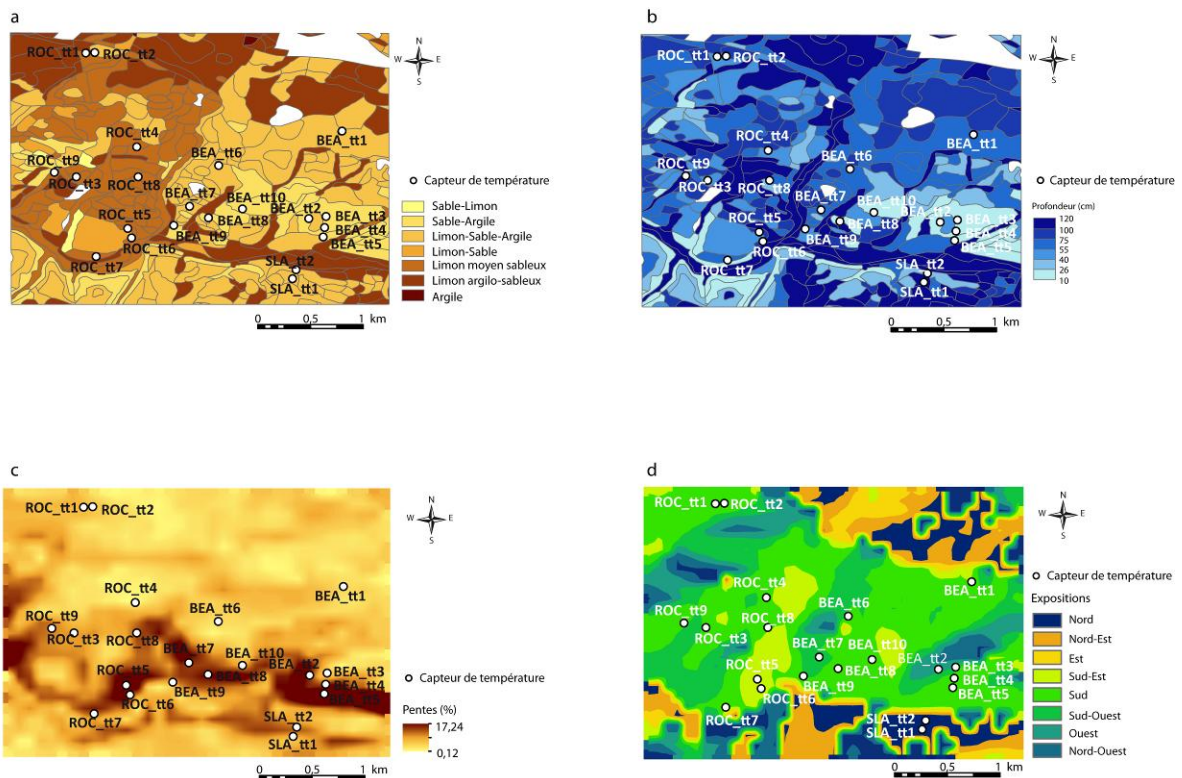 a
ROC_tt1 ROC_tt2
N
W E
S
ROC_tt4
BEA_tt1
ROC_tt9
BEA_tt6
ROC_tt3
ROC_tt8
BEA_tt7
BEA_tt10
BEA_tt2
BEA_tt3
ROC_tt5
BEA_tt8
BEA_tt4
BEA_tt9
BEA_tt5
ROC_tt6
ROC_tt7
SLA_tt2
SLA_tt1
Capteur de température
Sable-Limon
Sable-Argile
Limon-Sable-Argile
Limon-Sable
Limon moyen sableux
Limon argilo-sableux
Argile
0 0,5 1 km
b
ROC_tt1 ROC_tt2
N
W E
S
ROC_tt4
BEA_tt1
BEA_tt6
ROC_tt9
ROC_tt3
ROC_tt8
BEA_tt7
BEA_tt10
BEA_tt2
BEA_tt3
ROC_tt5
BEA_tt8
BEA_tt4
BEA_tt9
BEA_tt5
ROC_tt6
ROC_tt7
SLA_tt2
SLA_tt1
Capteur de température
Profondeur (cm)
120
100
75
55
40
26
10
0 0,5 1 km
c
ROC_tt1 ROC_tt2
N
W E
S
ROC_tt4
BEA_tt1
BEA_tt6
ROC_tt9
ROC_tt3
ROC_tt8
BEA_tt7
BEA_tt10
BEA_tt2
BEA_tt3
ROC_tt5
BEA_tt8
BEA_tt4
BEA_tt9
ROC_tt6
ROC_tt7
SLA_tt2
SLA_tt1
Capteur de température
Pentes (%)
17,24
0,12
0 0,5 1 km
d
ROC_tt1 ROC_tt2
N
W E
S
ROC_tt4
BEA_tt1
BEA_tt6
ROC_tt9
ROC_tt3
ROC_tt8
BEA_tt7
BEA_tt10
BEA_tt2
BEA_tt3
ROC_tt5
BEA_tt8
BEA_tt4
BEA_tt9
BEA_tt5
ROC_tt6
ROC_tt7
SLA_tt2
SLA_tt1
Capteur de température
Expositions
Nord
Nord-Est
Est
Sud-Est
Sud
Sud-Ouest
Ouest
Nord-Ouest
0 0,5 1 km